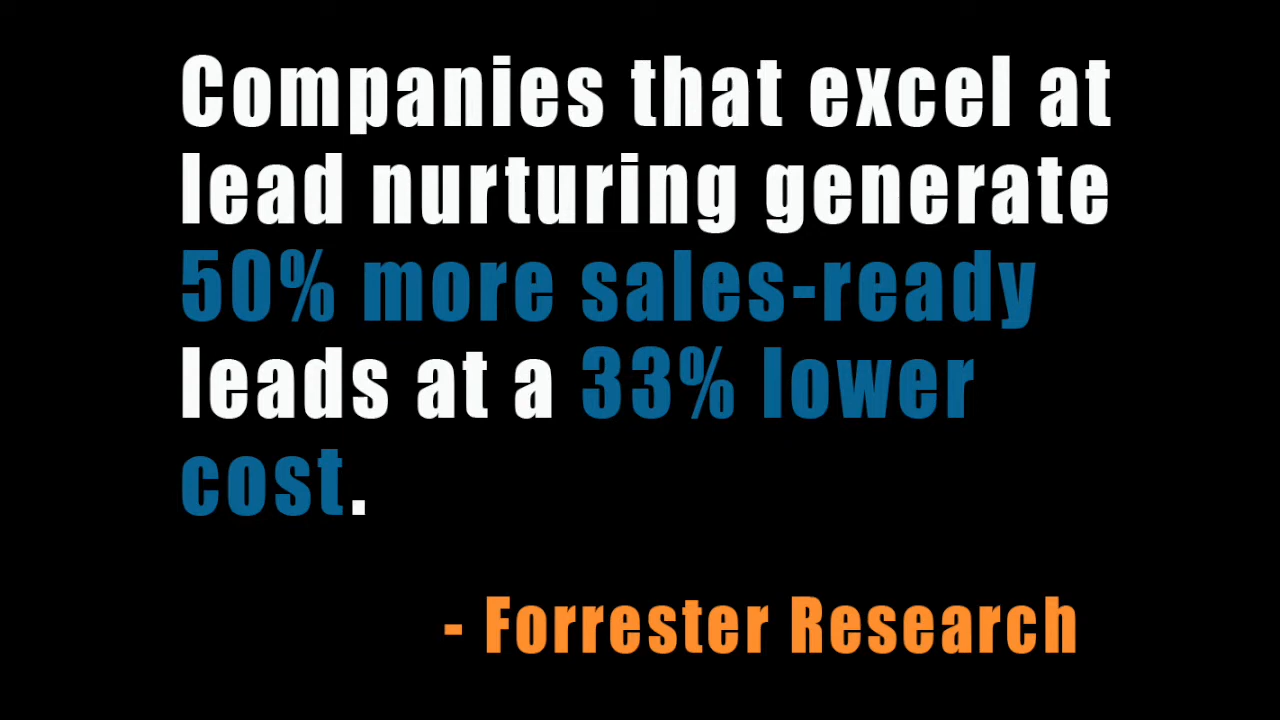 Companies that excel at
lead nurturing generate
50% more sales-ready
leads at a 33% lower
cost.
- Forrester Research